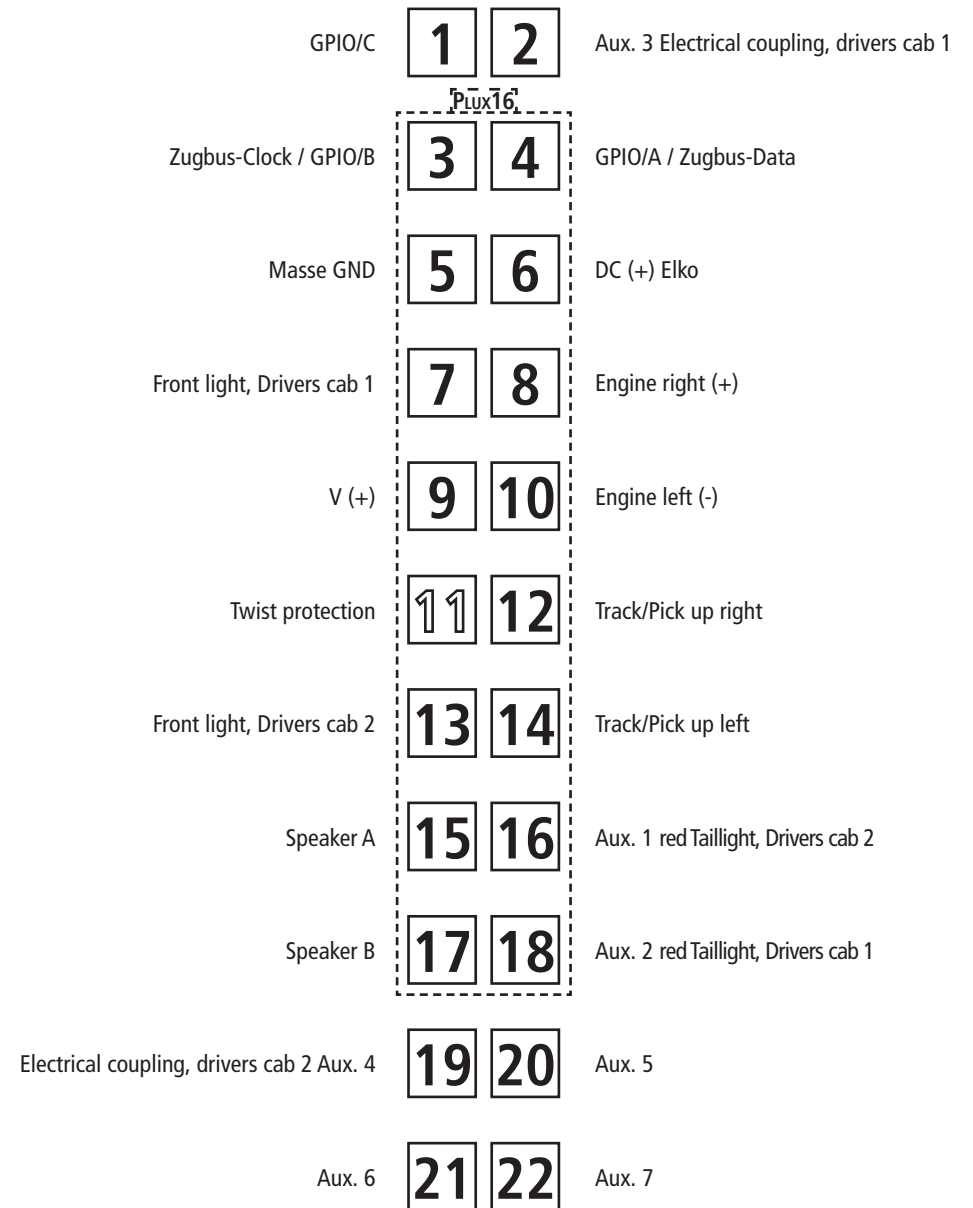 GPIO/C 1 2 Aux. 3 Electrical coupling, drivers cab 1
PLUX16
Zugbus-Clock / GPIO/B 3 4 GPIO/A / Zugbus-Data
Masse GND 5 6 DC (+) Elko
Front light, Drivers cab 1 7 8 Engine right (+)
V (+) 9 10 Engine left (-)
Twist protection 11 12 Track/Pick up right
Front light, Drivers cab 2 13 14 Track/Pick up left
Speaker A 15 16 Aux. 1 red Taillight, Drivers cab 2
Speaker B 17 18 Aux. 2 red Taillight, Drivers cab 1
Electrical coupling, drivers cab 2 Aux. 4 19 20 Aux. 5
Aux. 6 21 22 Aux. 7